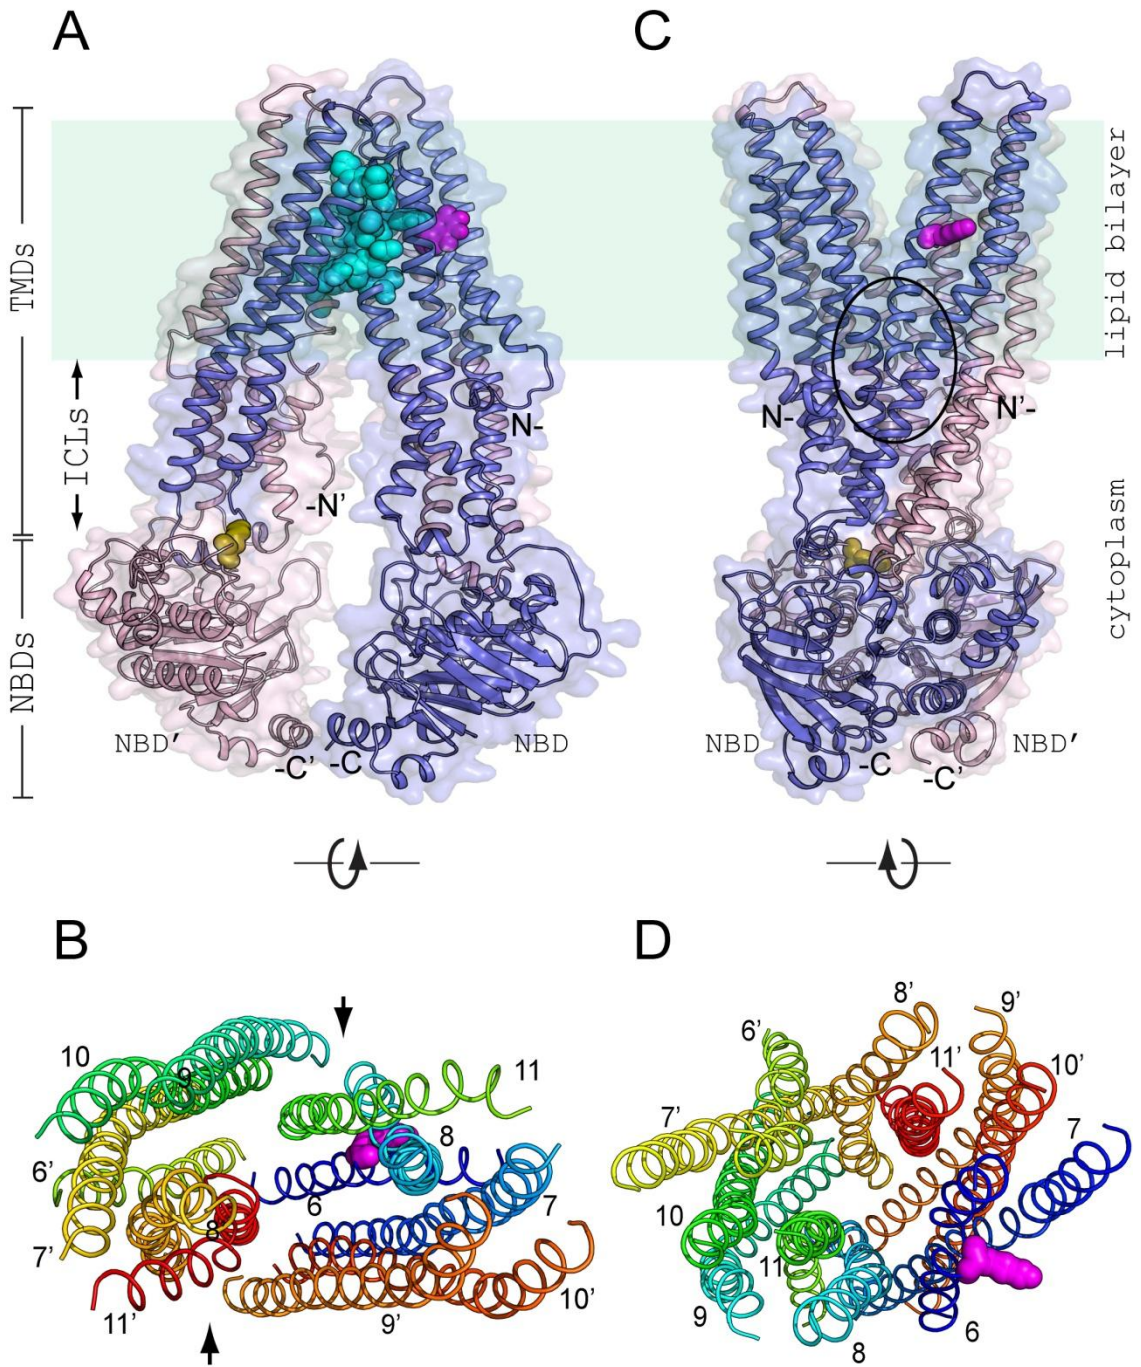 A
C
TMDs
ICLs
NBDs
lipid bilayer
cytoplasm
N-
-N'
N-
N'-
NBD'
-C'
-C
NBD
NBD
-C
-C'
NBD'
B
D
10
9
11
8
6'
6
7
7'
8
11'
9'
10'
8'
9'
6'
11'
10'
7'
7
10
11
9
8
6